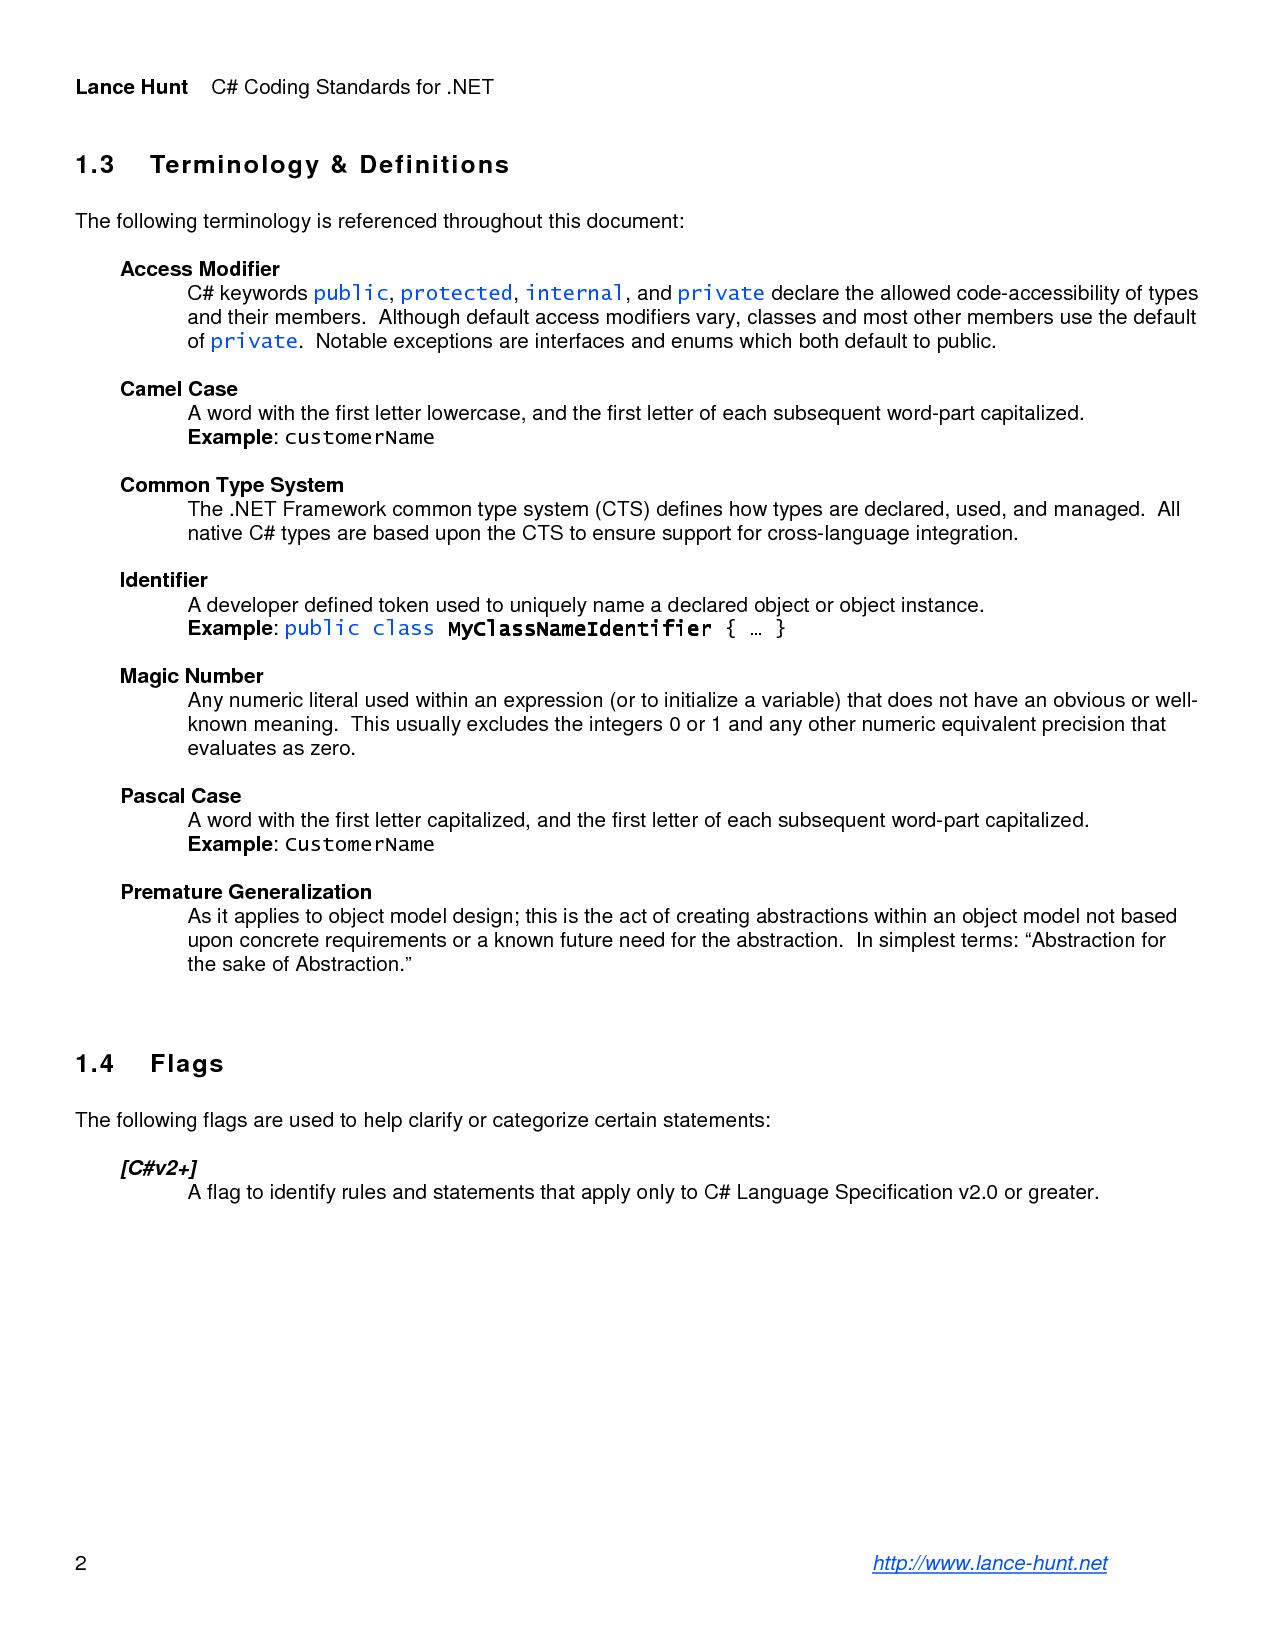 Lance Hunt C# Coding Standards for .NET
1.3 Terminology & Definitions
The following terminology is referenced throughout this document:
Access Modifier
C# keywords public, protected, internal, and private declare the allowed code-accessibility of types
and their members. Although default access modifiers vary, classes and most other members use the default
of private. Notable exceptions are interfaces and enums which both default to public.
Camel Case
A word with the first letter lowercase, and the first letter of each subsequent word-part capitalized.
Example: customerName
Common Type System
The .NET Framework common type system (CTS) defines how types are declared, used, and managed. All
native C# types are based upon the CTS to ensure support for cross-language integration.
Identifier
A developer defined token used to uniquely name a declared object or object instance.
Example: public class MyClassNameIdentifier { … }
Magic Number
Any numeric literal used within an expression (or to initialize a variable) that does not have an obvious or well-
known meaning. This usually excludes the integers 0 or 1 and any other numeric equivalent precision that
evaluates as zero.
Pascal Case
A word with the first letter capitalized, and the first letter of each subsequent word-part capitalized.
Example: CustomerName
Premature Generalization
As it applies to object model design; this is the act of creating abstractions within an object model not based
upon concrete requirements or a known future need for the abstraction. In simplest terms: “Abstraction for
the sake of Abstraction.”
1.4 Flags
The following flags are used to help clarify or categorize certain statements:
[C#v2+]
A flag to identify rules and statements that apply only to C# Language Specification v2.0 or greater.
2 http://www.lance-hunt.net